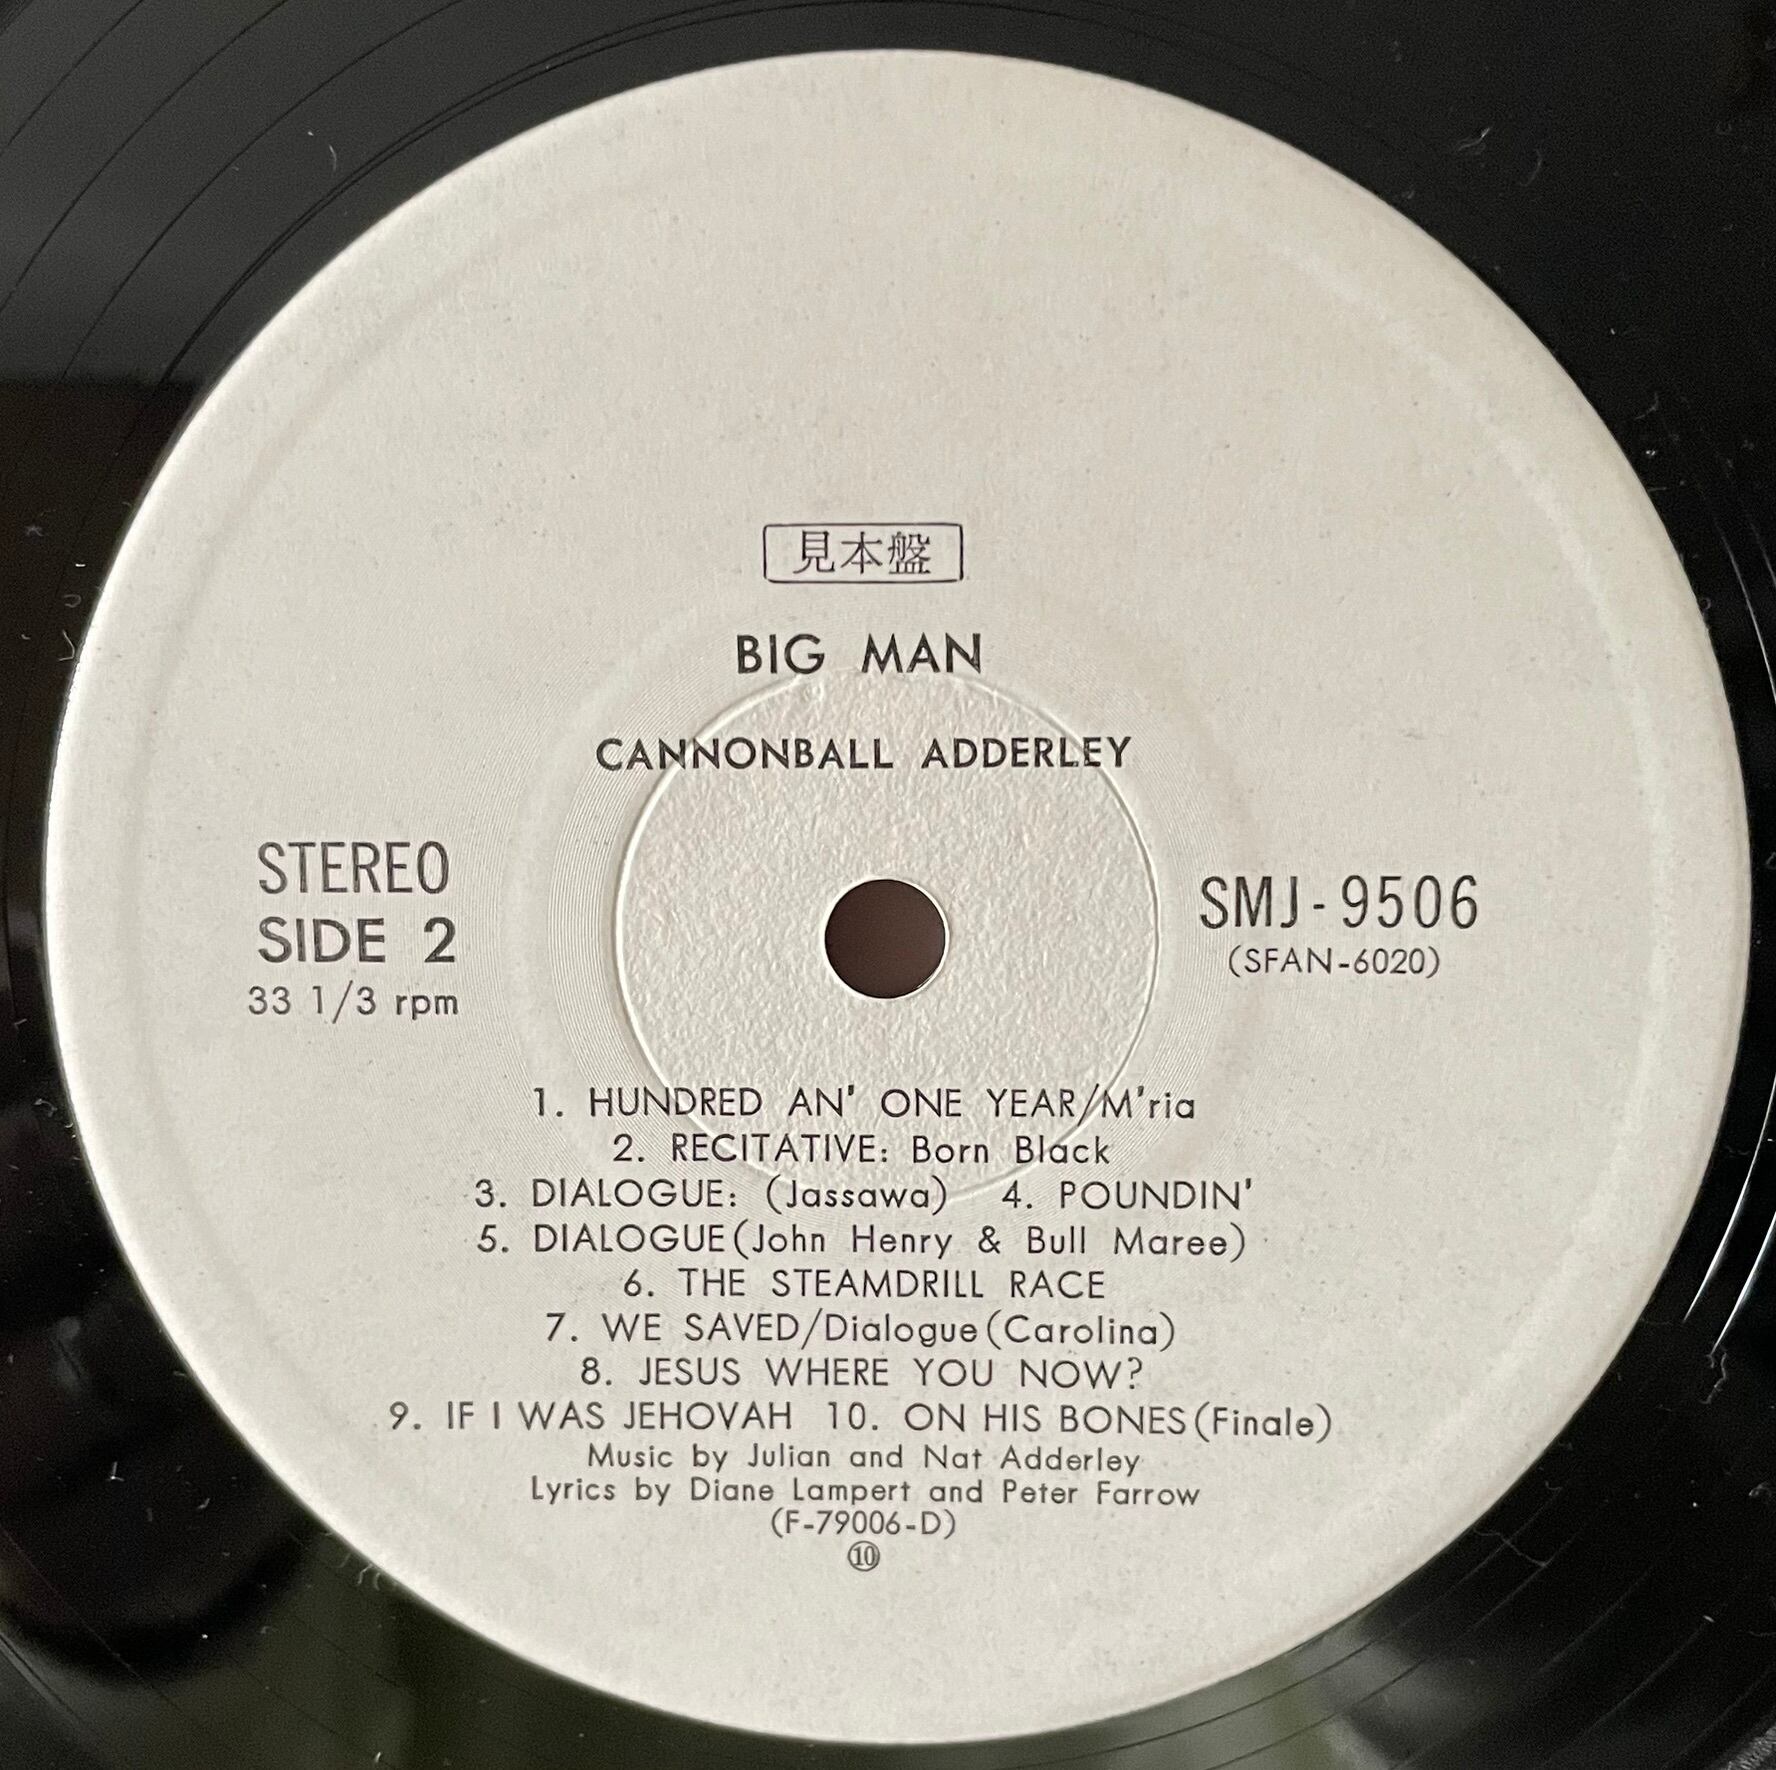 見本盤
BIG MAN
CANNONBALL ADDERLEY
STEREO
SIDE 2
33 1/3 rpm
SMJ-9506
(SFAN-6020)
1. HUNDRED AN' ONE YEAR/M'ria
2. RECITATIVE: Born Black
3. DIALOGUE: (Jassawa) 4. POUNDIN'
5. DIALOGUE(John Henry & Bull Maree)
6. THE STEAMDRILL RACE
7. WE SAVED/Dialogue(Carolina)
8. JESUS WHERE YOU NOW?
9. IF I WAS JEHOVAH 10. ON HIS BONES(Finale)
Music by Julian and Nat Adderley
Lyrics by Diane Lampert and Peter Farrow
(F-79006-D)
⑩